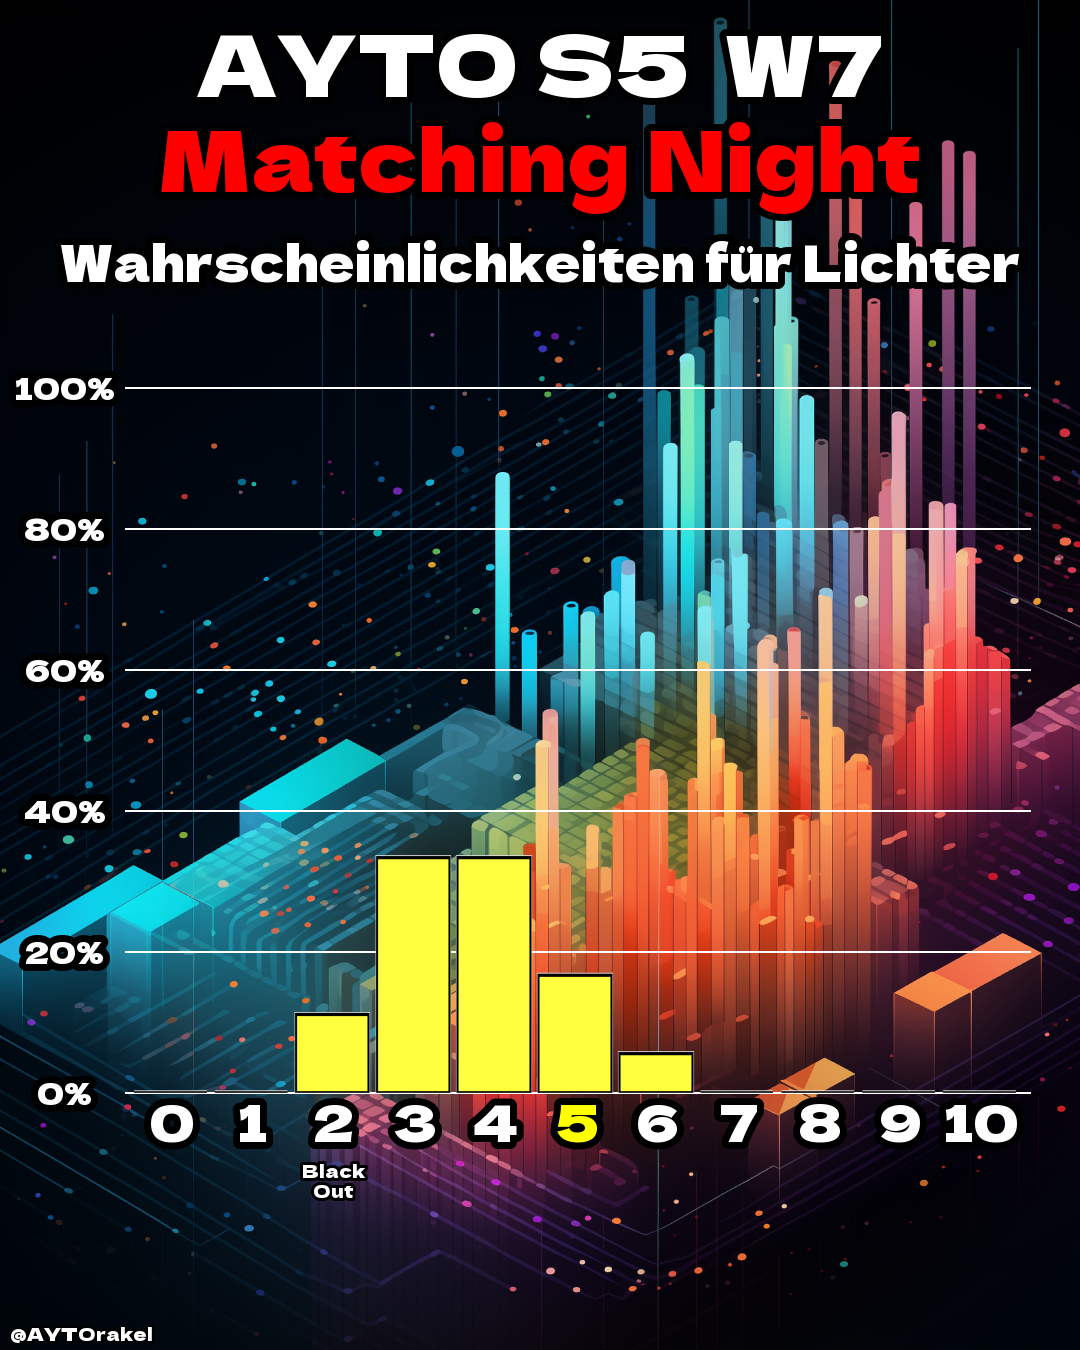 AYTO S5 W7
Matching Night
Wahrscheinlichkeiten für Lichter
100%
80%
60%
40%
20%
0%
0 1 2 3 4 5 6 7 8 9 10
Black
Out
@AYTOrakel